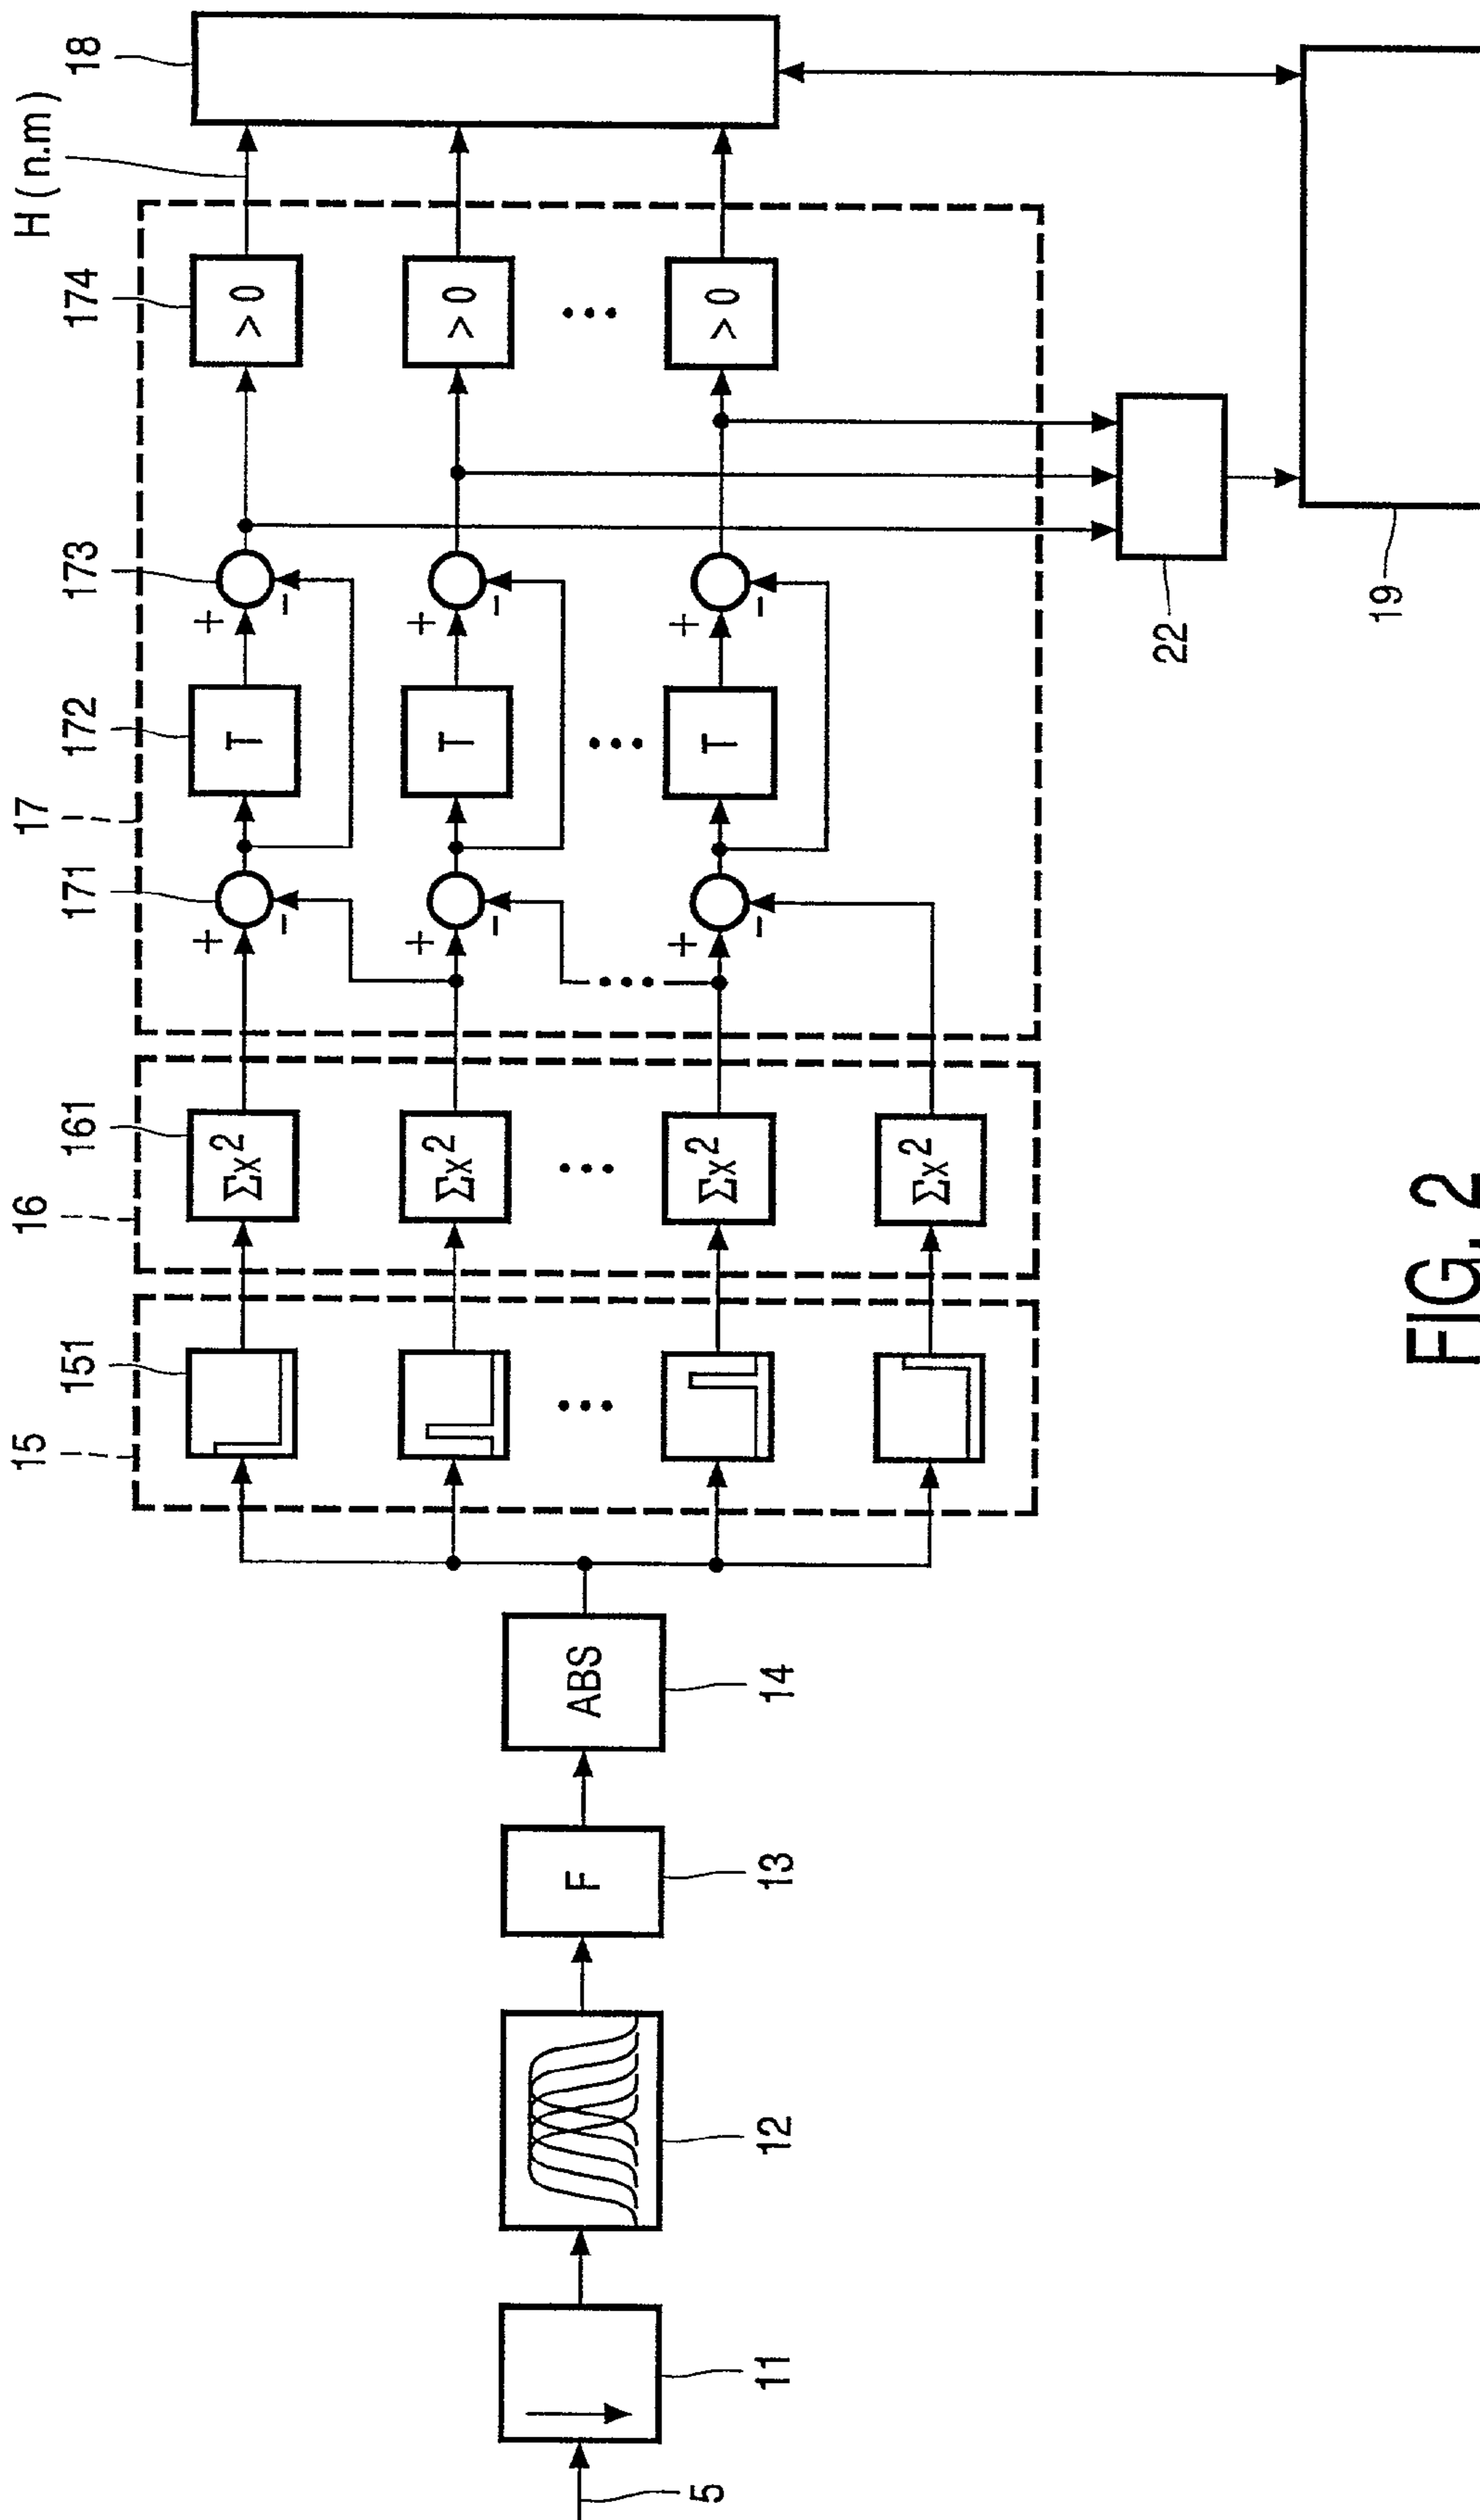 15 16 17 H(n.m)
151 161 171 172 173 174 18
+ +
Σx² T >0
- -
+ +
Σx² T >0
- -
F ABS
+ +
Σx² T >0
- -
5 11 12 13 14
Σx²
22
19
FIG. 2